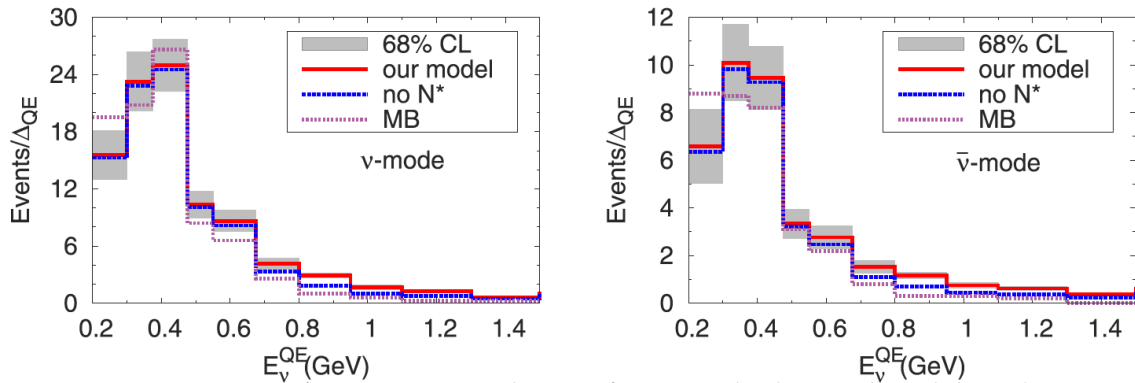 30
24
18
12
6
0
Events/Δ_QE
68% CL
our model
no N*
MB
ν-mode
0.2 0.4 0.6 0.8 1 1.2 1.4
E_ν^QE(GeV)
12
10
8
6
4
2
0
Events/Δ_QE
68% CL
our model
no N*
MB
ν̄-mode
0.2 0.4 0.6 0.8 1 1.2 1.4
E_ν^QE(GeV)